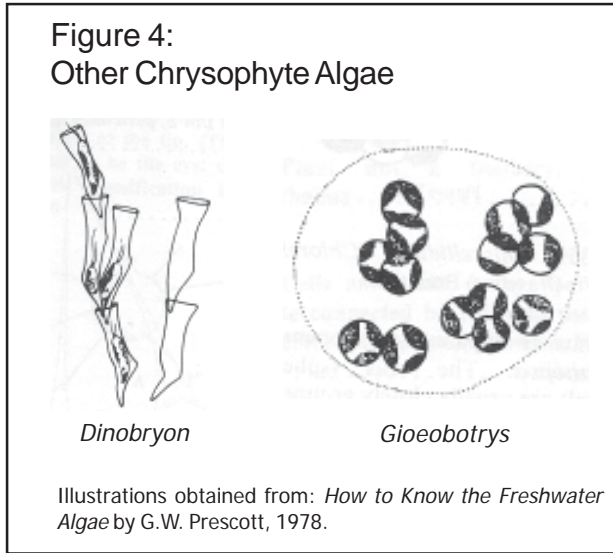 Figure 4:
Other Chrysophyte Algae
Dinobryon
Gioeobotrys
Illustrations obtained from: How to Know the Freshwater
Algae by G.W. Prescott, 1978.